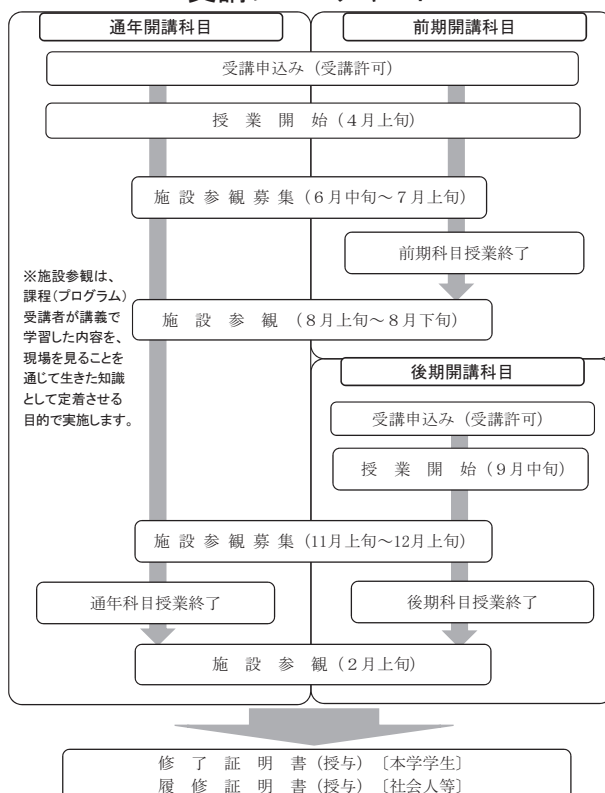 通年開講科目
前期開講科目
受講申込み（受講許可）
授業開始（4月上旬）
施設参観募集（6月中旬～7月上旬）
前期科目授業終了
※施設参観は、
課程（プログラム）
受講者が講義で
学習した内容を、
現場を見ることを
通じて生きた知識
として定着させる
目的で実施します。
施設参観（8月上旬～8月下旬）
後期開講科目
受講申込み（受講許可）
授業開始（9月中旬）
施設参観募集（11月上旬～12月上旬）
通年科目授業終了
後期科目授業終了
施設参観（2月上旬）
修了証明書（授与）〔本学学生〕
履修証明書（授与）〔社会人等〕